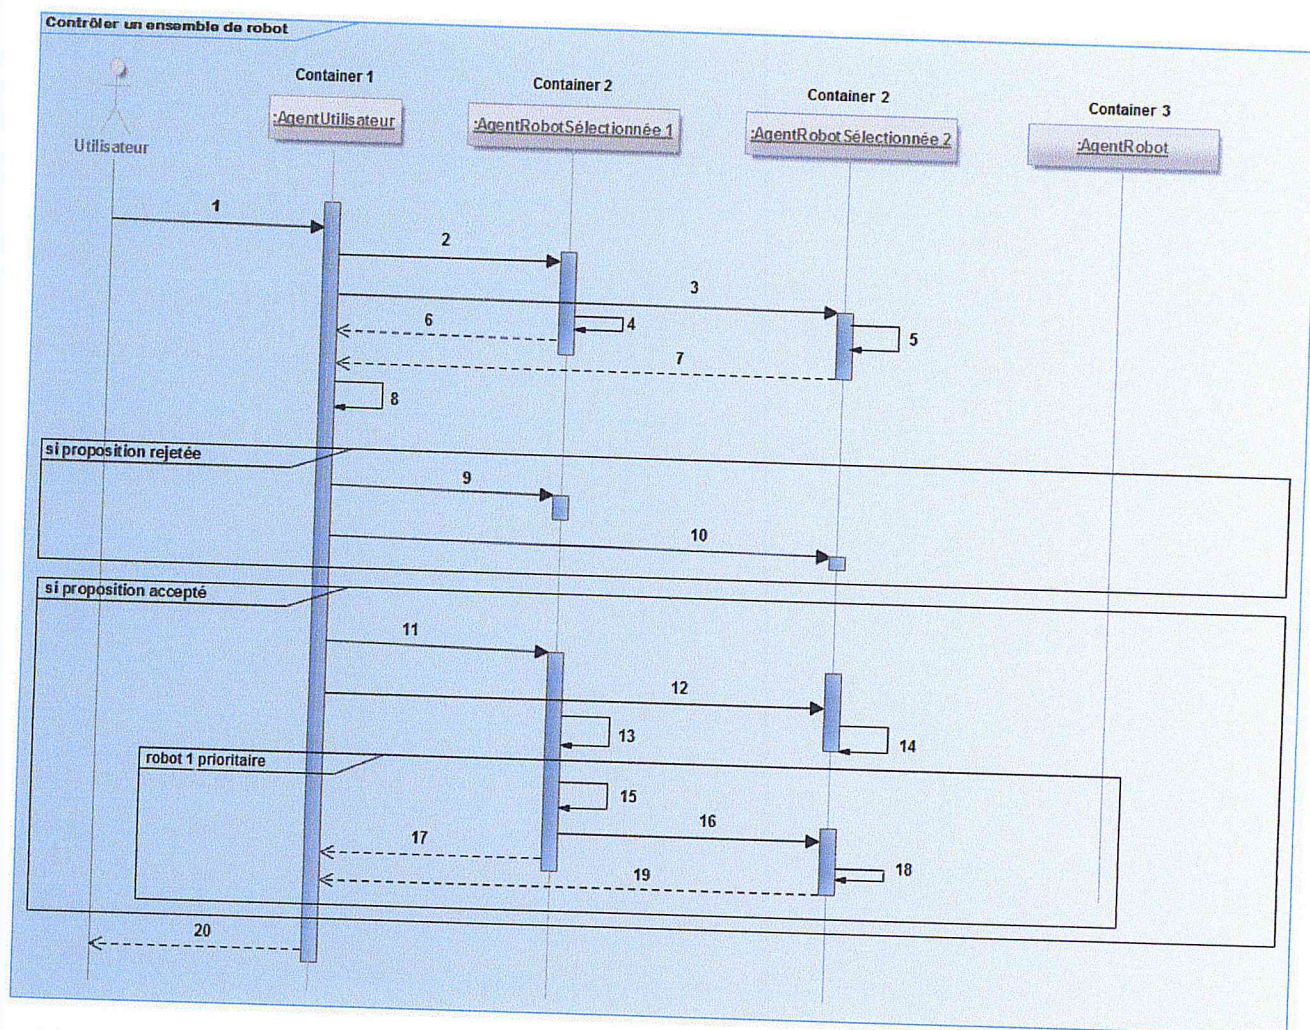 Contrôler un ensemble de robot
Container 1
Container 2
Container 2
Container 3
:AgentUtilisateur
:AgentRobotSélectionnée 1
:AgentRobotSélectionnée 2
:AgentRobot
Utilisateur
1
2
3
4
5
6
7
8
si proposition rejetée
9
10
si proposition accepté
11
12
13
14
robot 1 prioritaire
15
16
17
18
19
20